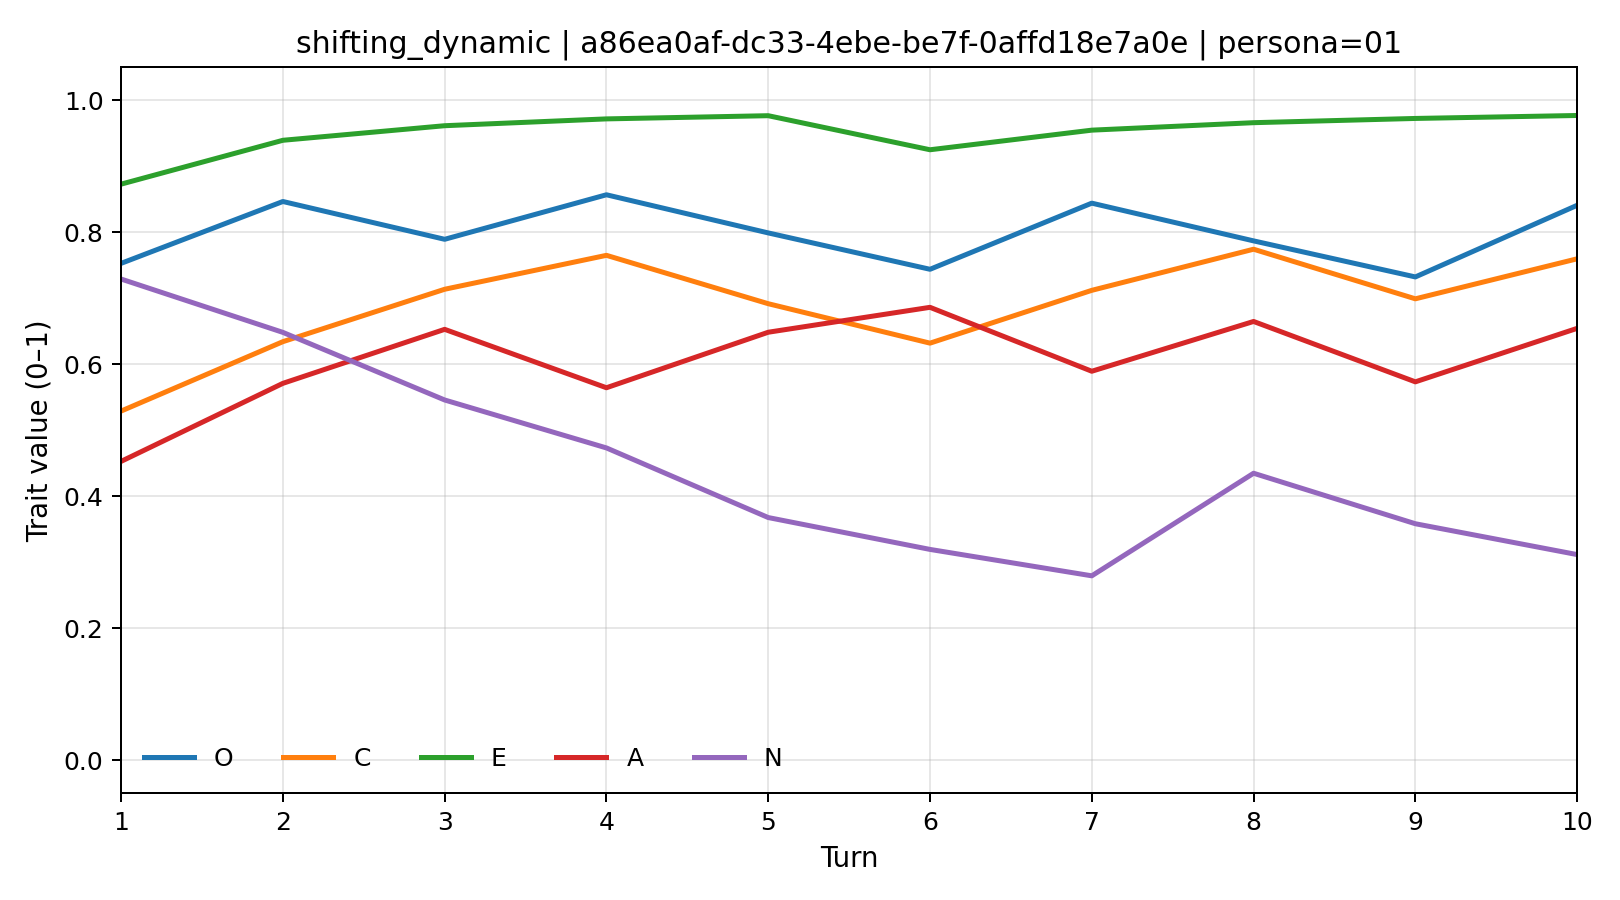 shifting_dynamic | a86ea0af-dc33-4ebe-be7f-0affd18e7a0e | persona=01
Trait value (0–1)
1.0
0.8
0.6
0.4
0.2
0.0
O C E A N
1 2 3 4 5 6 7 8 9 10
Turn